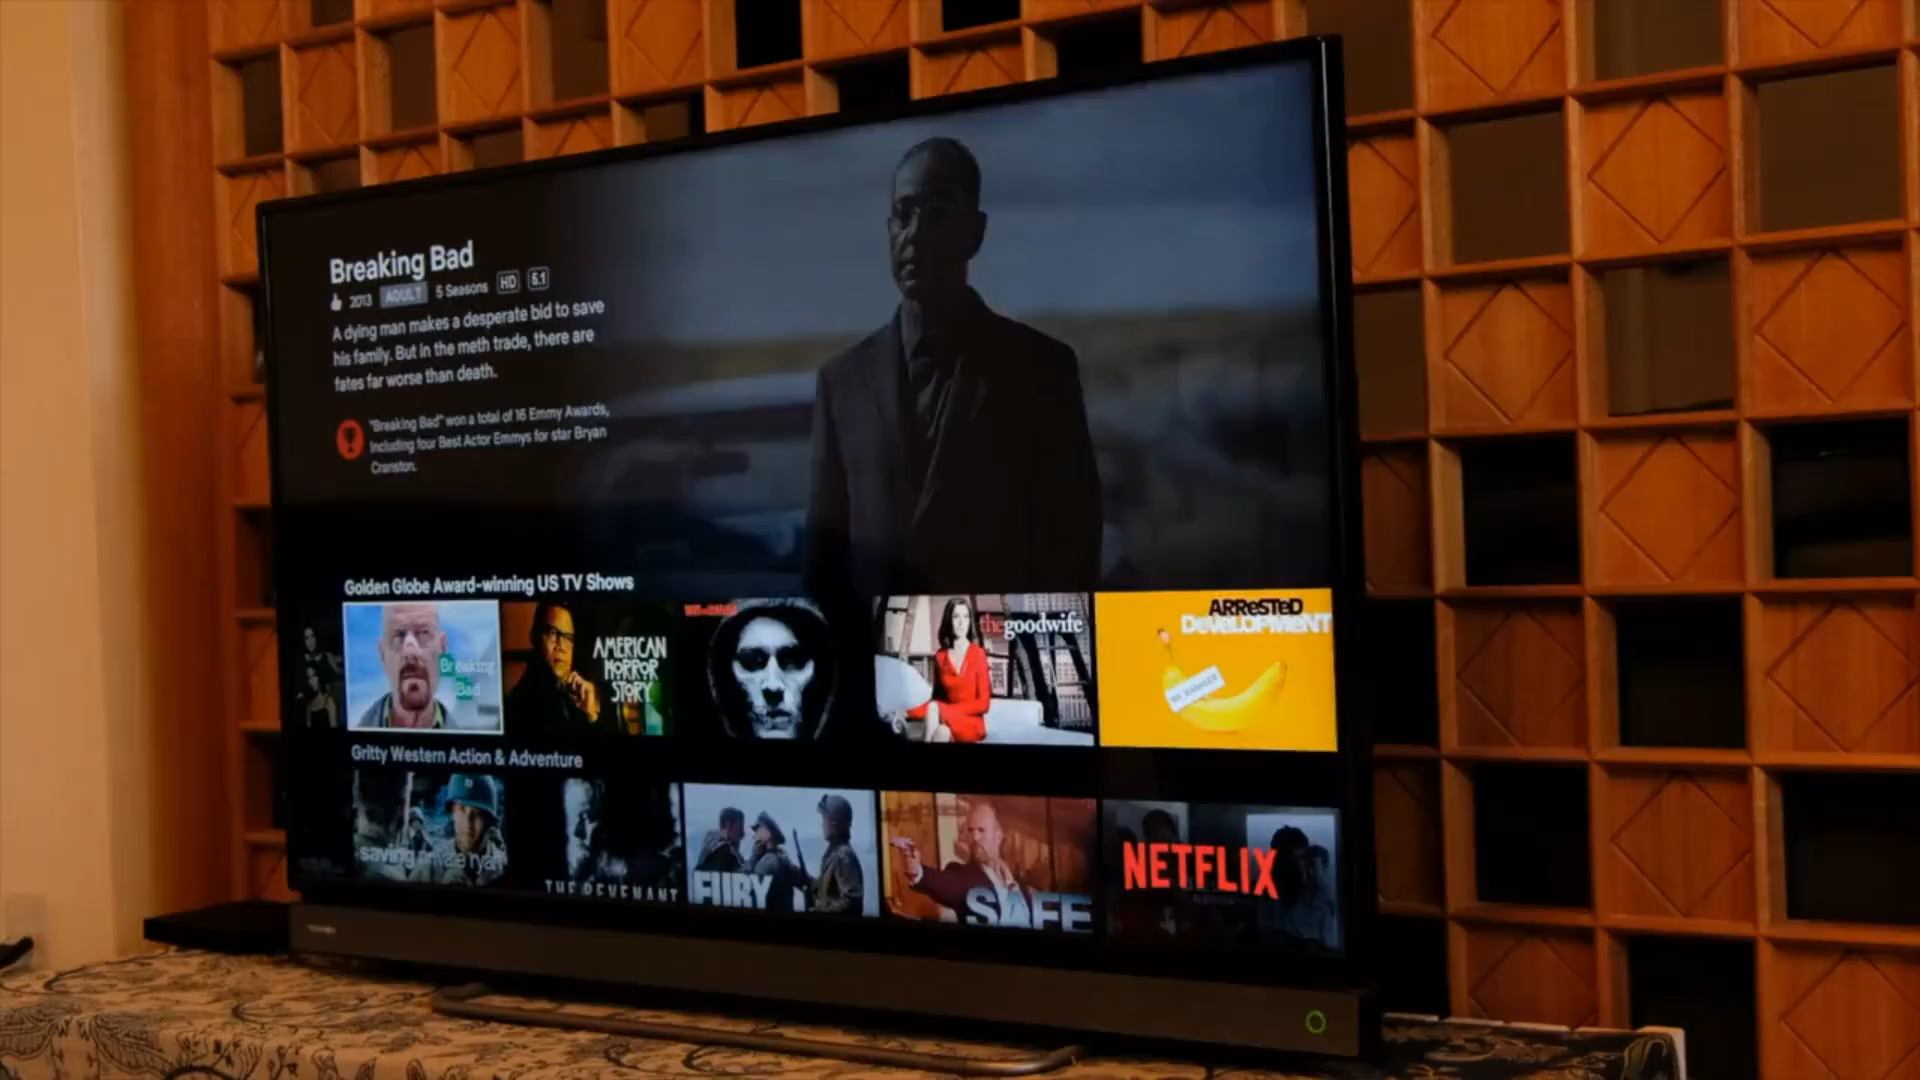 Breaking Bad
2013 ADULT 5 Seasons HD 5.1
A dying man makes a desperate bid to save
his family. But in the meth trade, there are
fates far worse than death.
"Breaking Bad" won a total of 16 Emmy Awards,
including four Best Actor Emmys for star Bryan
Cranston.
Golden Globe Award-winning US TV Shows
Breaking
Bad
AMERICAN
HORROR
STORY
thegoodwife
ARResTeD
DeveLOPMeNT
MR. MANAGER
Gritty Western Action & Adventure
saving private ryan
THE REVENANT
FURY
SAFE
NETFLIX